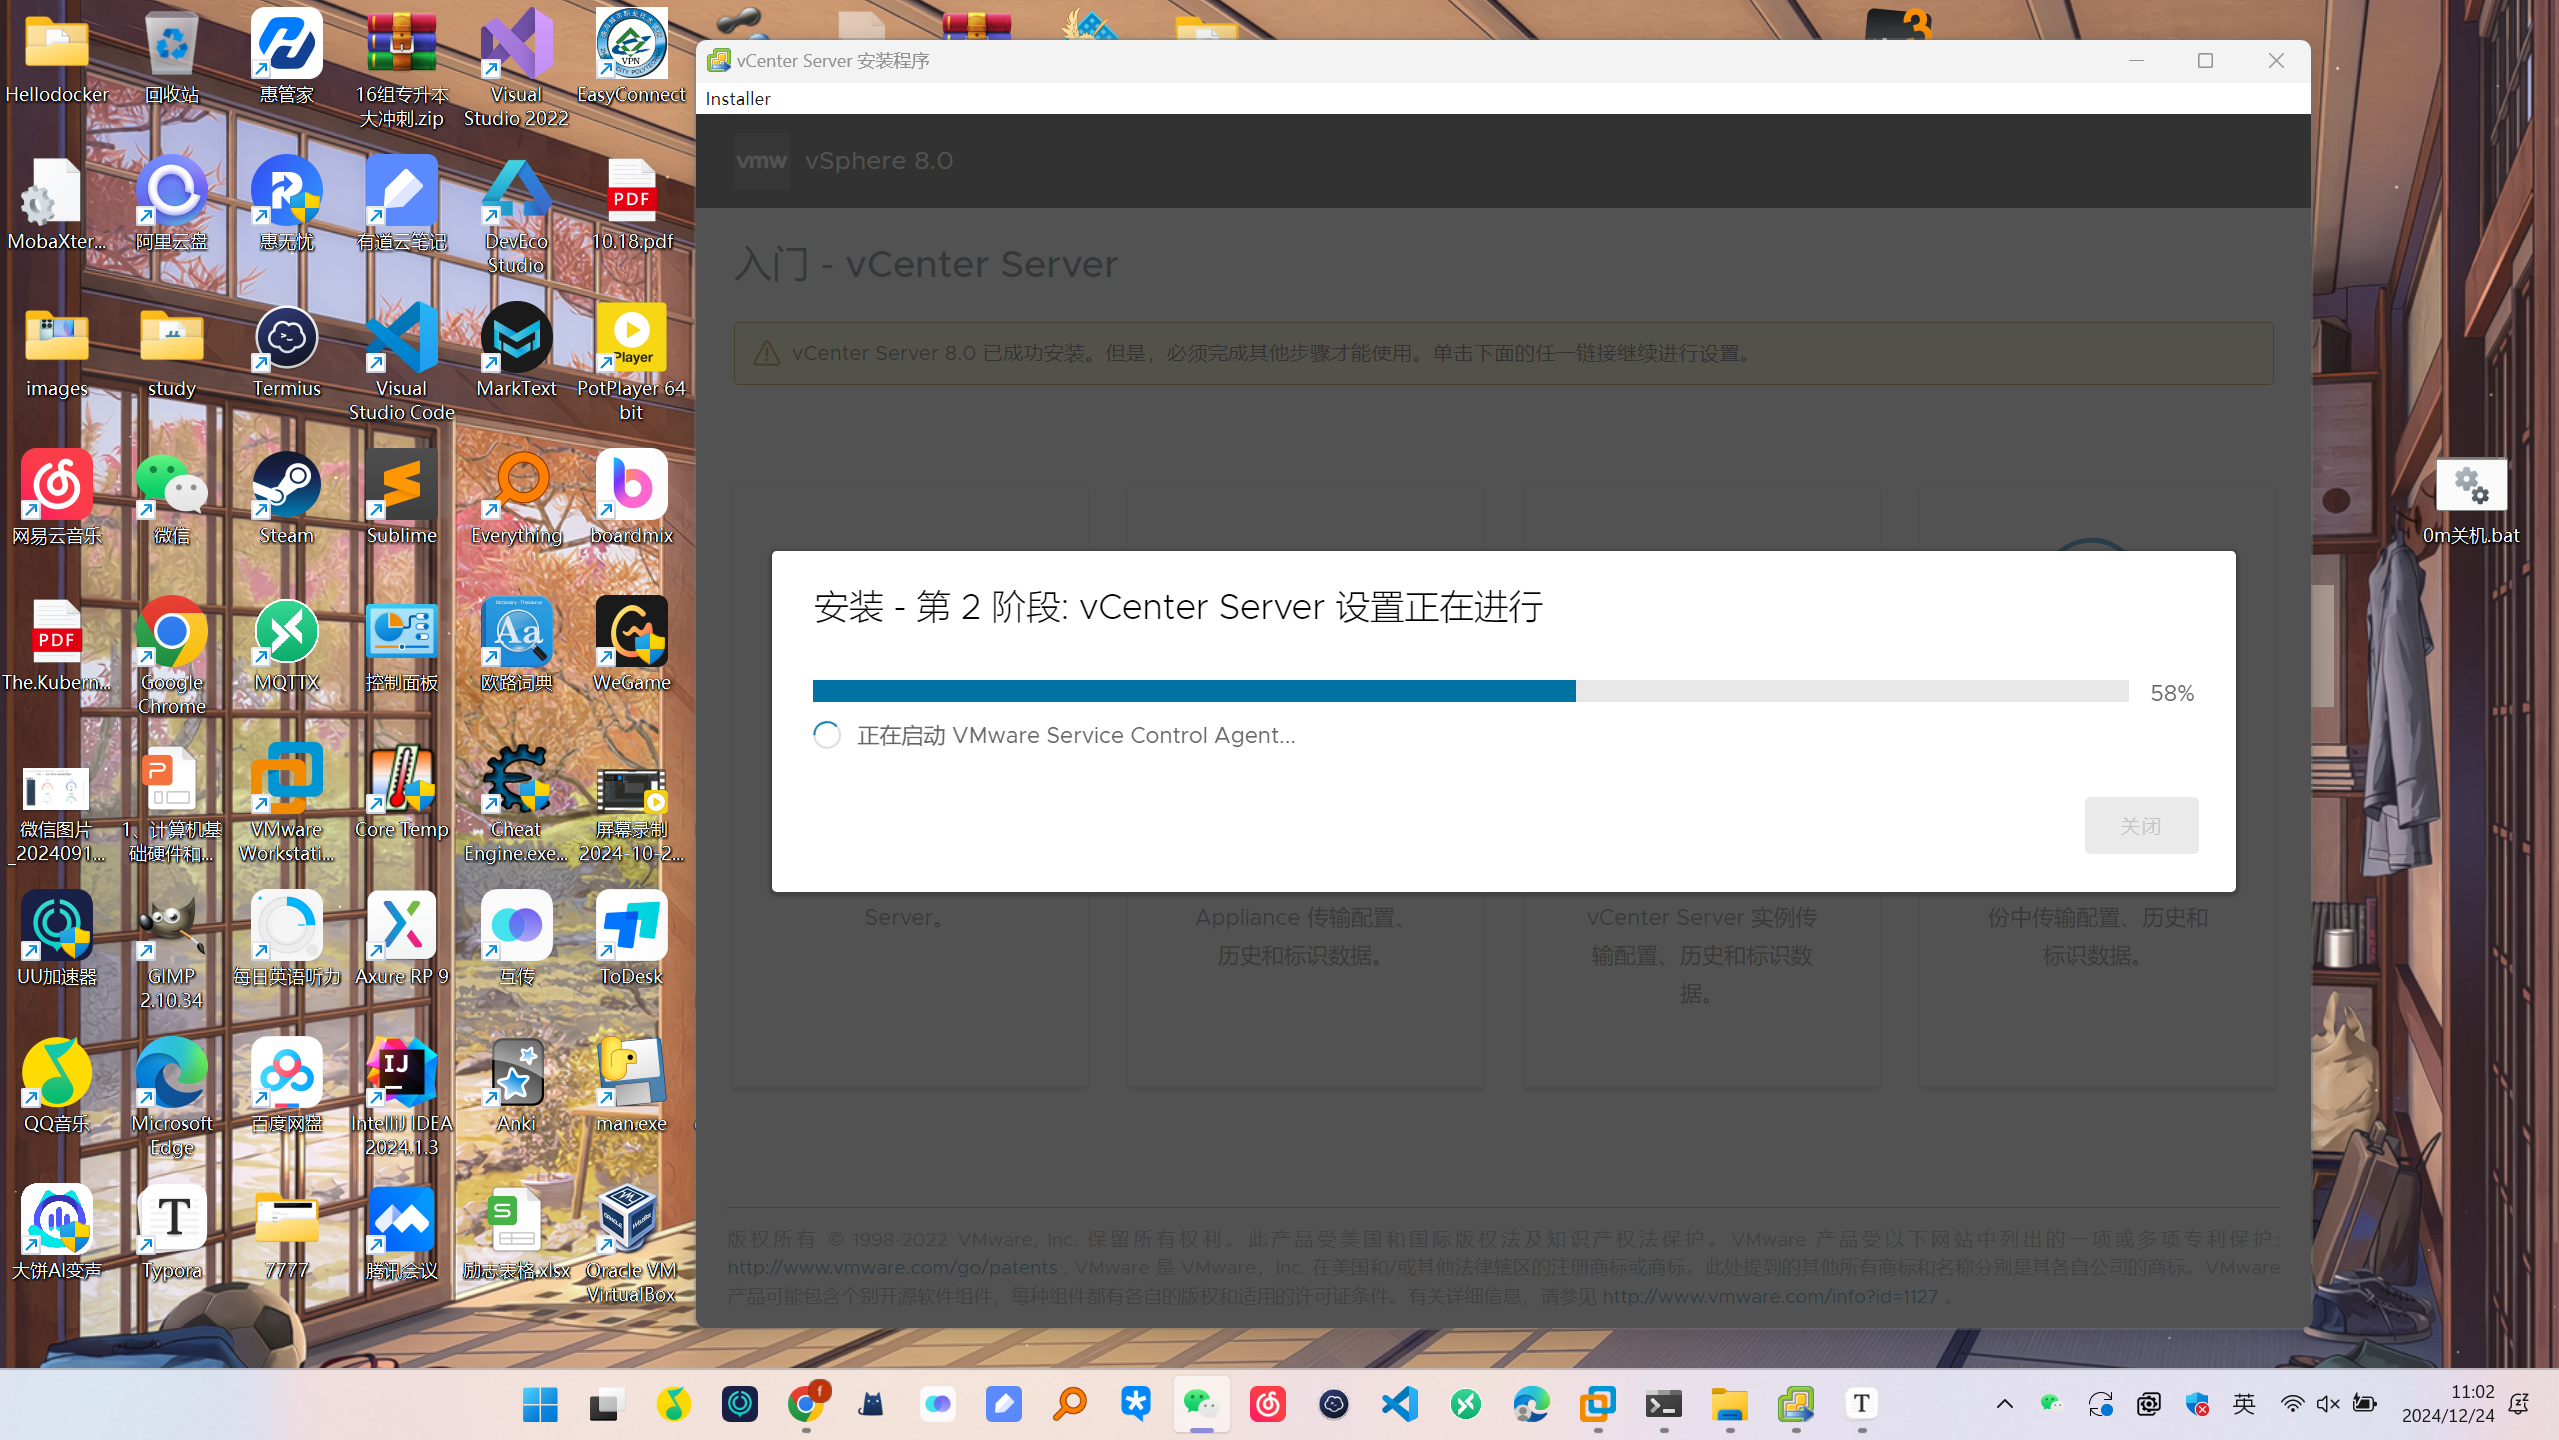 Hellodocker
回收站
惠管家
16组专升本
大冲刺.zip
Visual
Studio 2022
EasyConnect
VPN
MobaXter...
阿里云盘
惠无忧
有道云笔记
DevEco
Studio
PDF
10.18.pdf
images
study
Termius
Visual
Studio Code
MarkText
Player
PotPlayer 64
bit
网易云音乐
微信
Steam
Sublime
Everything
boardmix
PDF
The.Kubern...
Google
Chrome
MQTTX
控制面板
Aa
欧路词典
WeGame
微信图片
_2024091...
1、计算机基
础硬件和...
VMware
Workstati...
Core Temp
Cheat
Engine.exe...
屏幕录制
2024-10-2...
UU加速器
GIMP
2.10.34
每日英语听力
Axure RP 9
互传
ToDesk
QQ音乐
Microsoft
Edge
百度网盘
IJ
IntelliJ IDEA
2024.1.3
Anki
man.exe
大饼AI变声
T
Typora
7777
腾讯会议
S
励志表格.xlsx
Oracle VM
VirtualBox
3
0m关机.bat
vCenter Server 安装程序
Installer
vmw vSphere 8.0
入门 - vCenter Server
vCenter Server 8.0 已成功安装。但是，必须完成其他步骤才能使用。单击下面的任一链接继续进行设置。
安装 - 第 2 阶段: vCenter Server 设置正在进行
58%
正在启动 VMware Service Control Agent...
关闭
Server。
Appliance 传输配置、
历史和标识数据。
vCenter Server 实例传
输配置、历史和标识数
据。
份中传输配置、历史和
标识数据。
版权所有 © 1998-2022 VMware, Inc. 保留所有权利。此产品受美国和国际版权法及知识产权法保护。VMware 产品受以下网站中列出的一项或多项专利保护:
http://www.vmware.com/go/patents . VMware 是 VMware, Inc. 在美国和/或其他法律辖区的注册商标或商标。此处提到的其他所有商标和名称分别是其各自公司的商标。VMware
产品可能包含个别开源软件组件，每种组件都有各自的版权和适用的许可证条件。有关详细信息，请参见 http://www.vmware.com/info?id=1127 。
英
11:02
2024/12/24